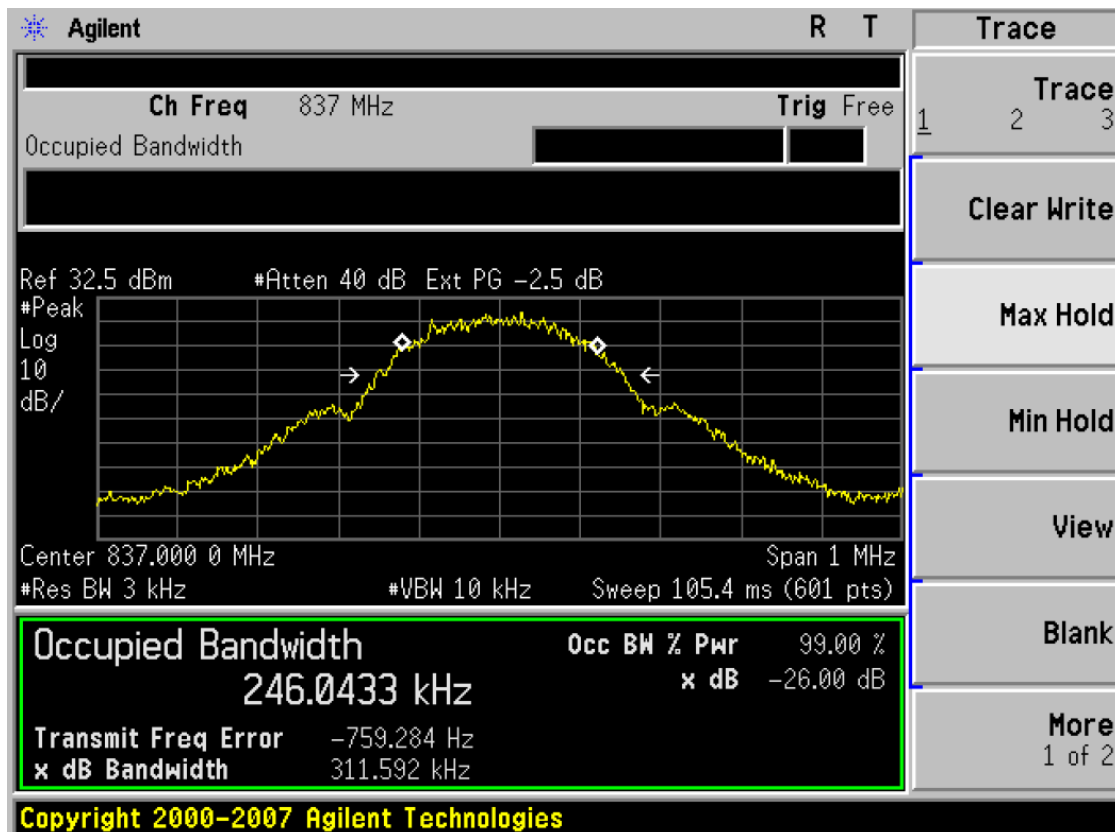 Agilent R T Trace
Ch Freq 837 MHz Trig Free
Occupied Bandwidth
Trace
1 2 3
Clear Write
Max Hold
Min Hold
View
Blank
More
1 of 2
Ref 32.5 dBm #Atten 40 dB Ext PG -2.5 dB
#Peak
Log
10
dB/
Center 837.000 0 MHz Span 1 MHz
#Res BW 3 kHz #VBW 10 kHz Sweep 105.4 ms (601 pts)
Occupied Bandwidth Occ BW % Pwr 99.00 %
246.0433 kHz x dB -26.00 dB
Transmit Freq Error -759.284 Hz
x dB Bandwidth 311.592 kHz
Copyright 2000-2007 Agilent Technologies